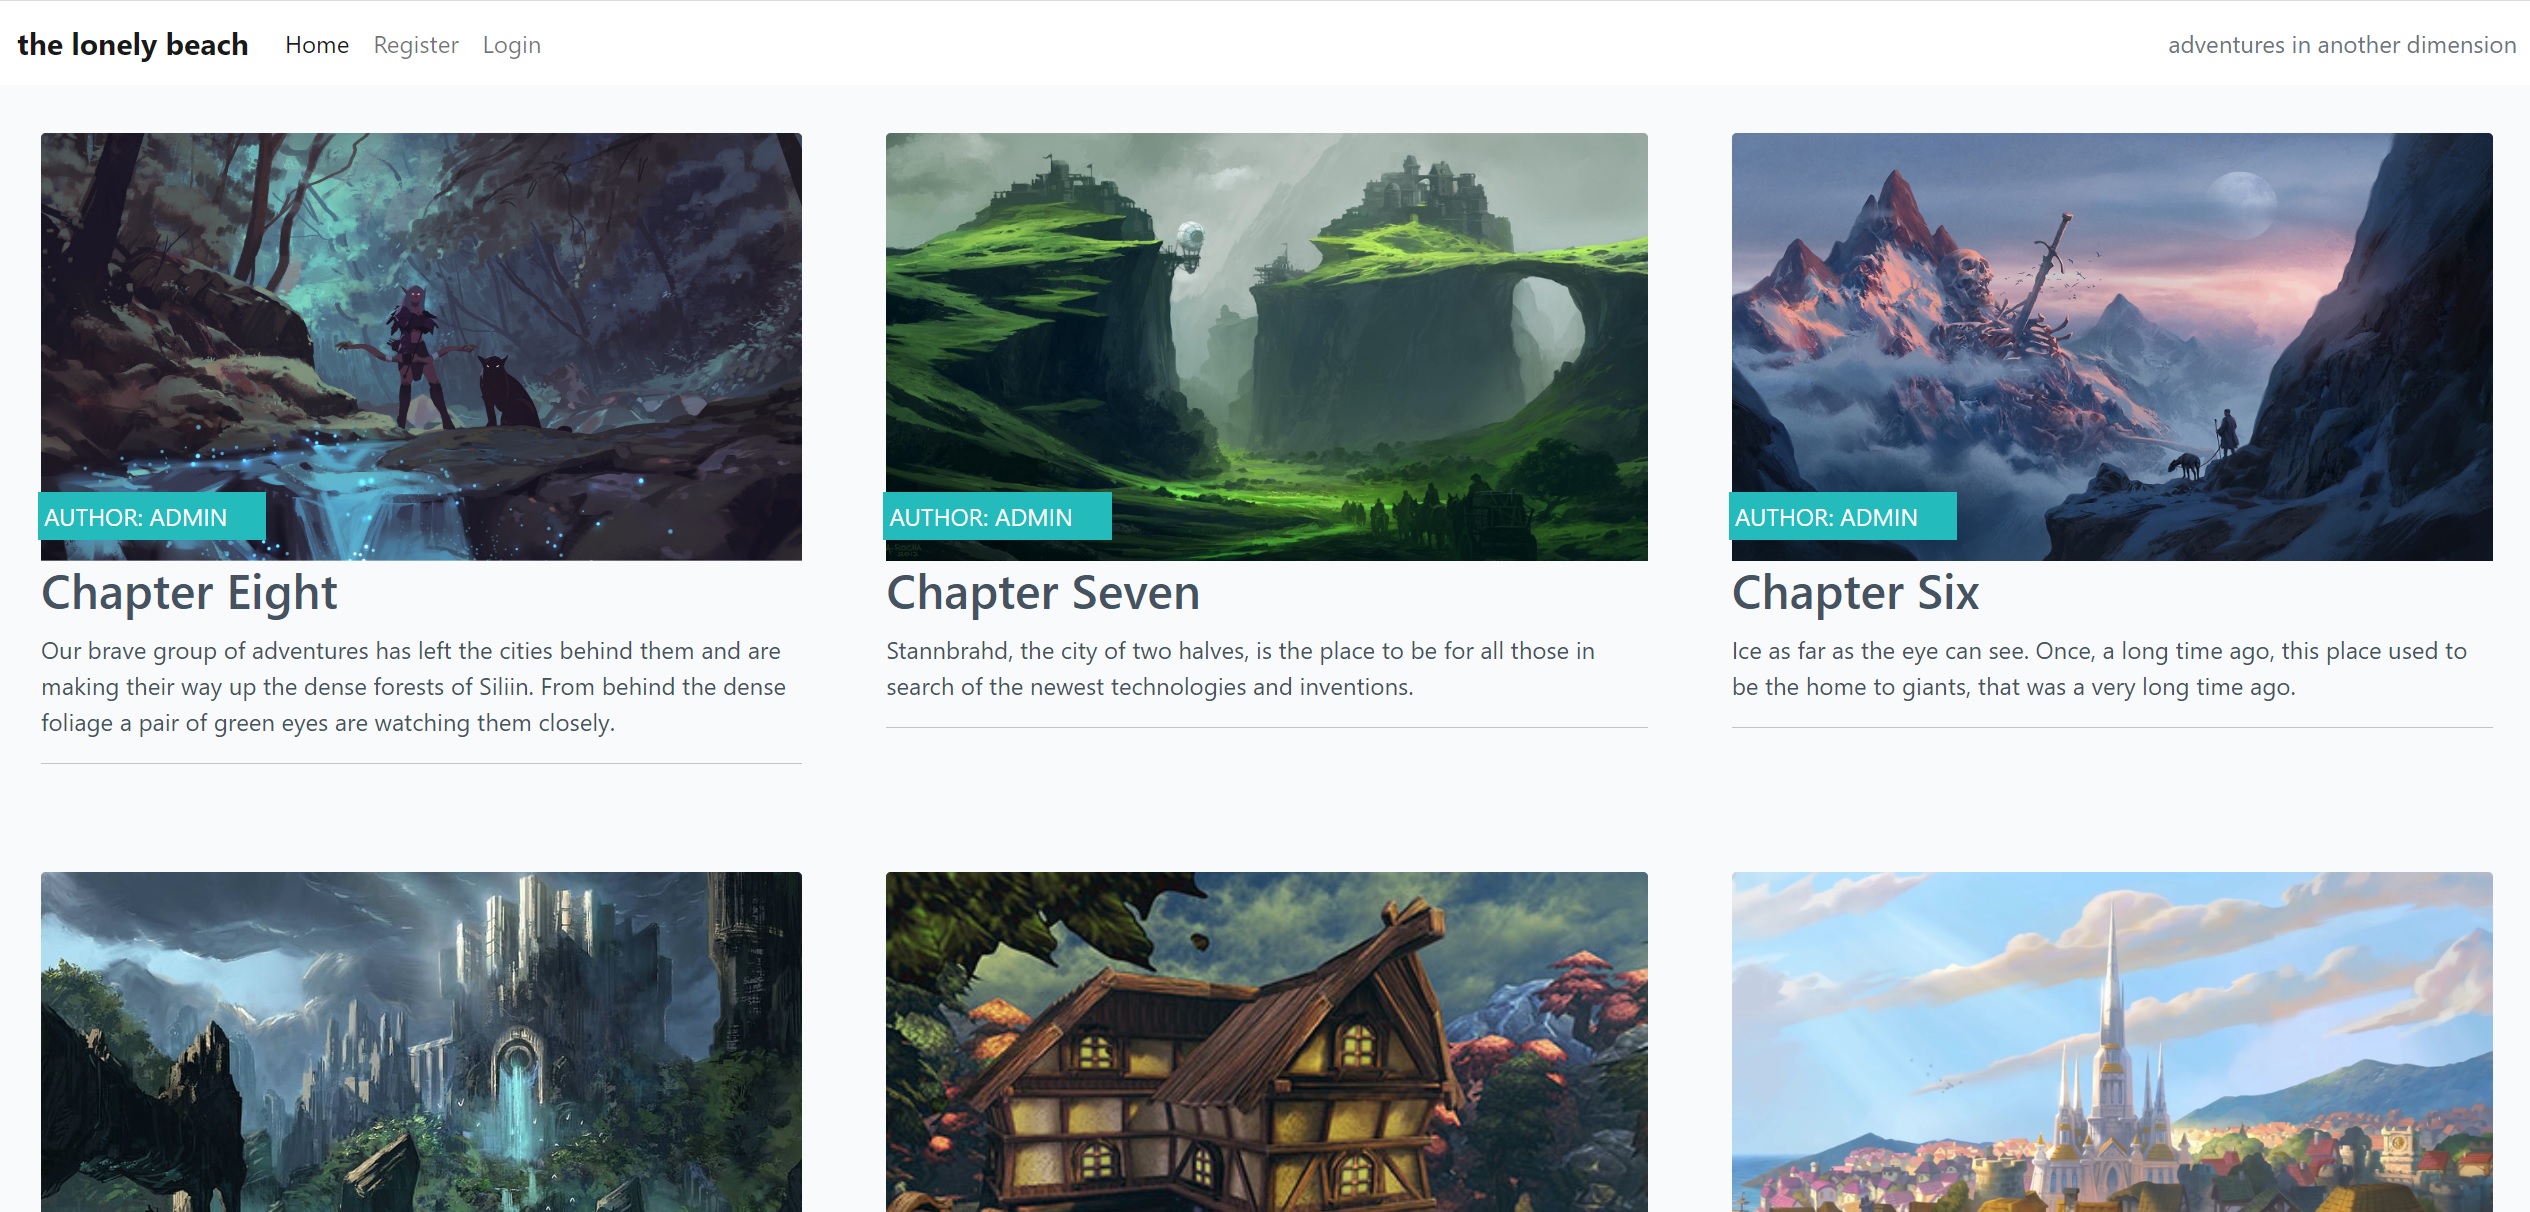 the lonely beach Home Register Login adventures in another dimension
AUTHOR: ADMIN
Chapter Eight
Our brave group of adventures has left the cities behind them and are
making their way up the dense forests of Siliin. From behind the dense
foliage a pair of green eyes are watching them closely.
AUTHOR: ADMIN
Chapter Seven
Stannbrahd, the city of two halves, is the place to be for all those in
search of the newest technologies and inventions.
AUTHOR: ADMIN
Chapter Six
Ice as far as the eye can see. Once, a long time ago, this place used to
be the home to giants, that was a very long time ago.